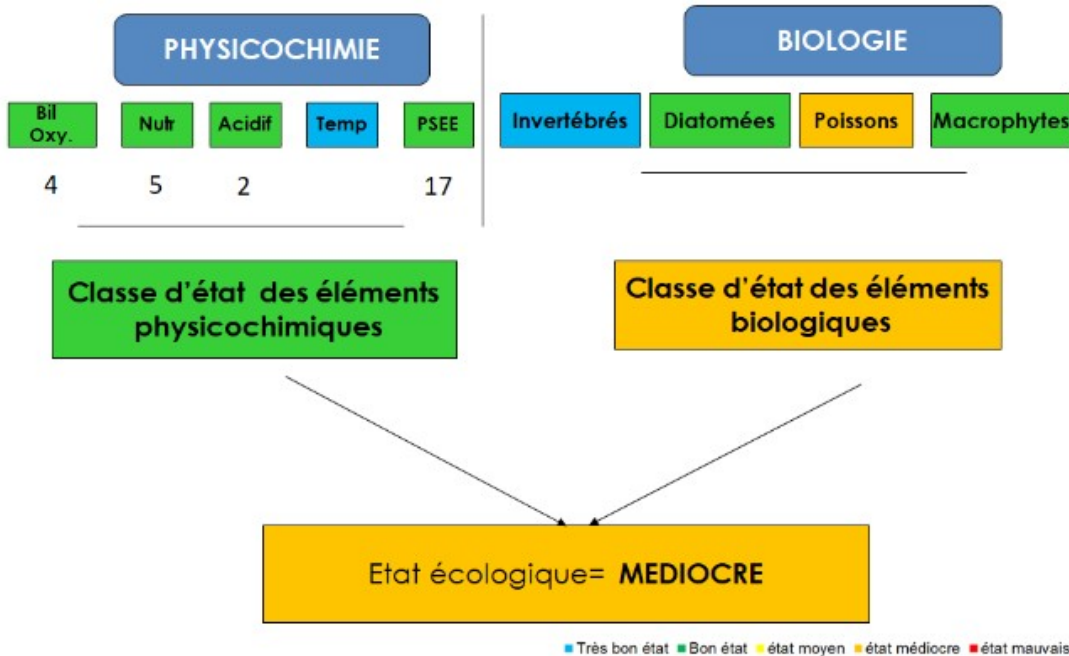 PHYSICOCHIMIE
BIOLOGIE
Bil
Oxy.
Nutr
Acidif
Temp
PSEE
Invertébrés
Diatomées
Poissons
Macrophytes
4
5
2
17
Classe d'état des éléments
physicochimiques
Classe d'état des éléments
biologiques
Etat écologique= MEDIOCRE
Très bon état Bon état état moyen état médiocre état mauvais